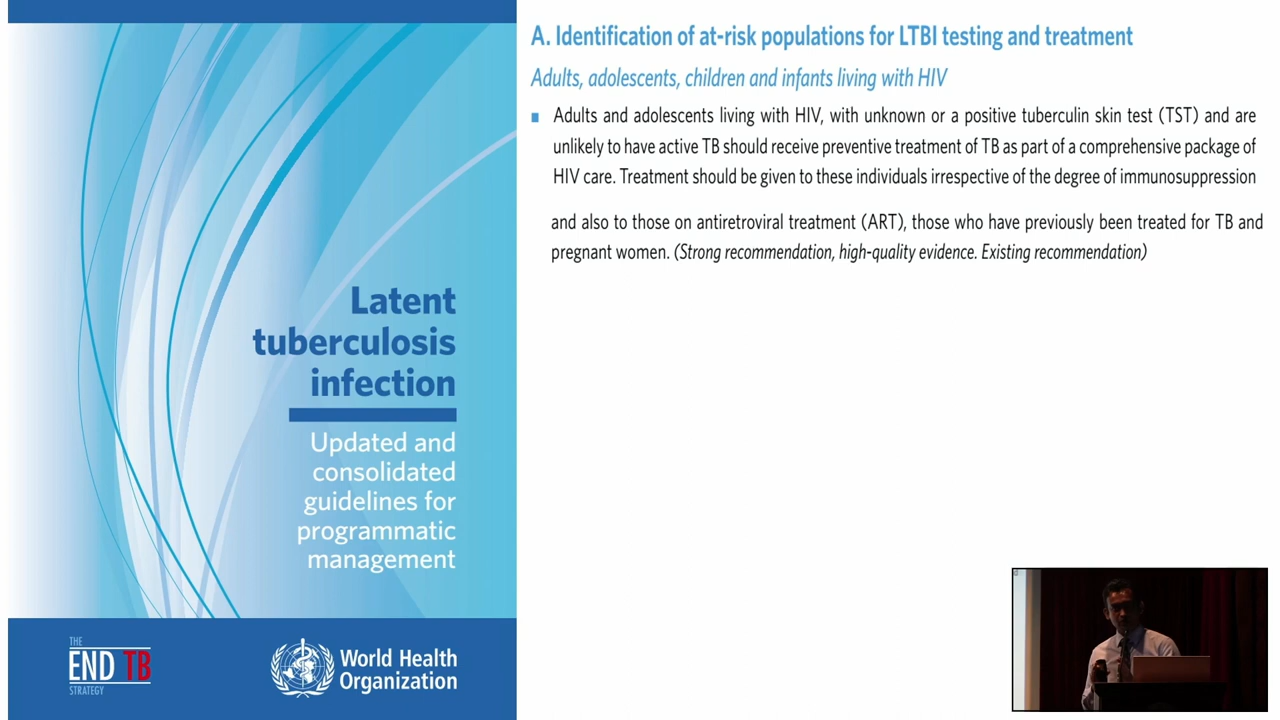 Latent
tuberculosis
infection
Updated and
consolidated
guidelines for
programmatic
management
THE
END TB
STRATEGY
World Health
Organization
A. Identification of at-risk populations for LTBI testing and treatment
Adults, adolescents, children and infants living with HIV
Adults and adolescents living with HIV, with unknown or a positive tuberculin skin test (TST) and are
unlikely to have active TB should receive preventive treatment of TB as part of a comprehensive package of
HIV care. Treatment should be given to these individuals irrespective of the degree of immunosuppression
and also to those on antiretroviral treatment (ART), those who have previously been treated for TB and
pregnant women. (Strong recommendation, high-quality evidence. Existing recommendation)